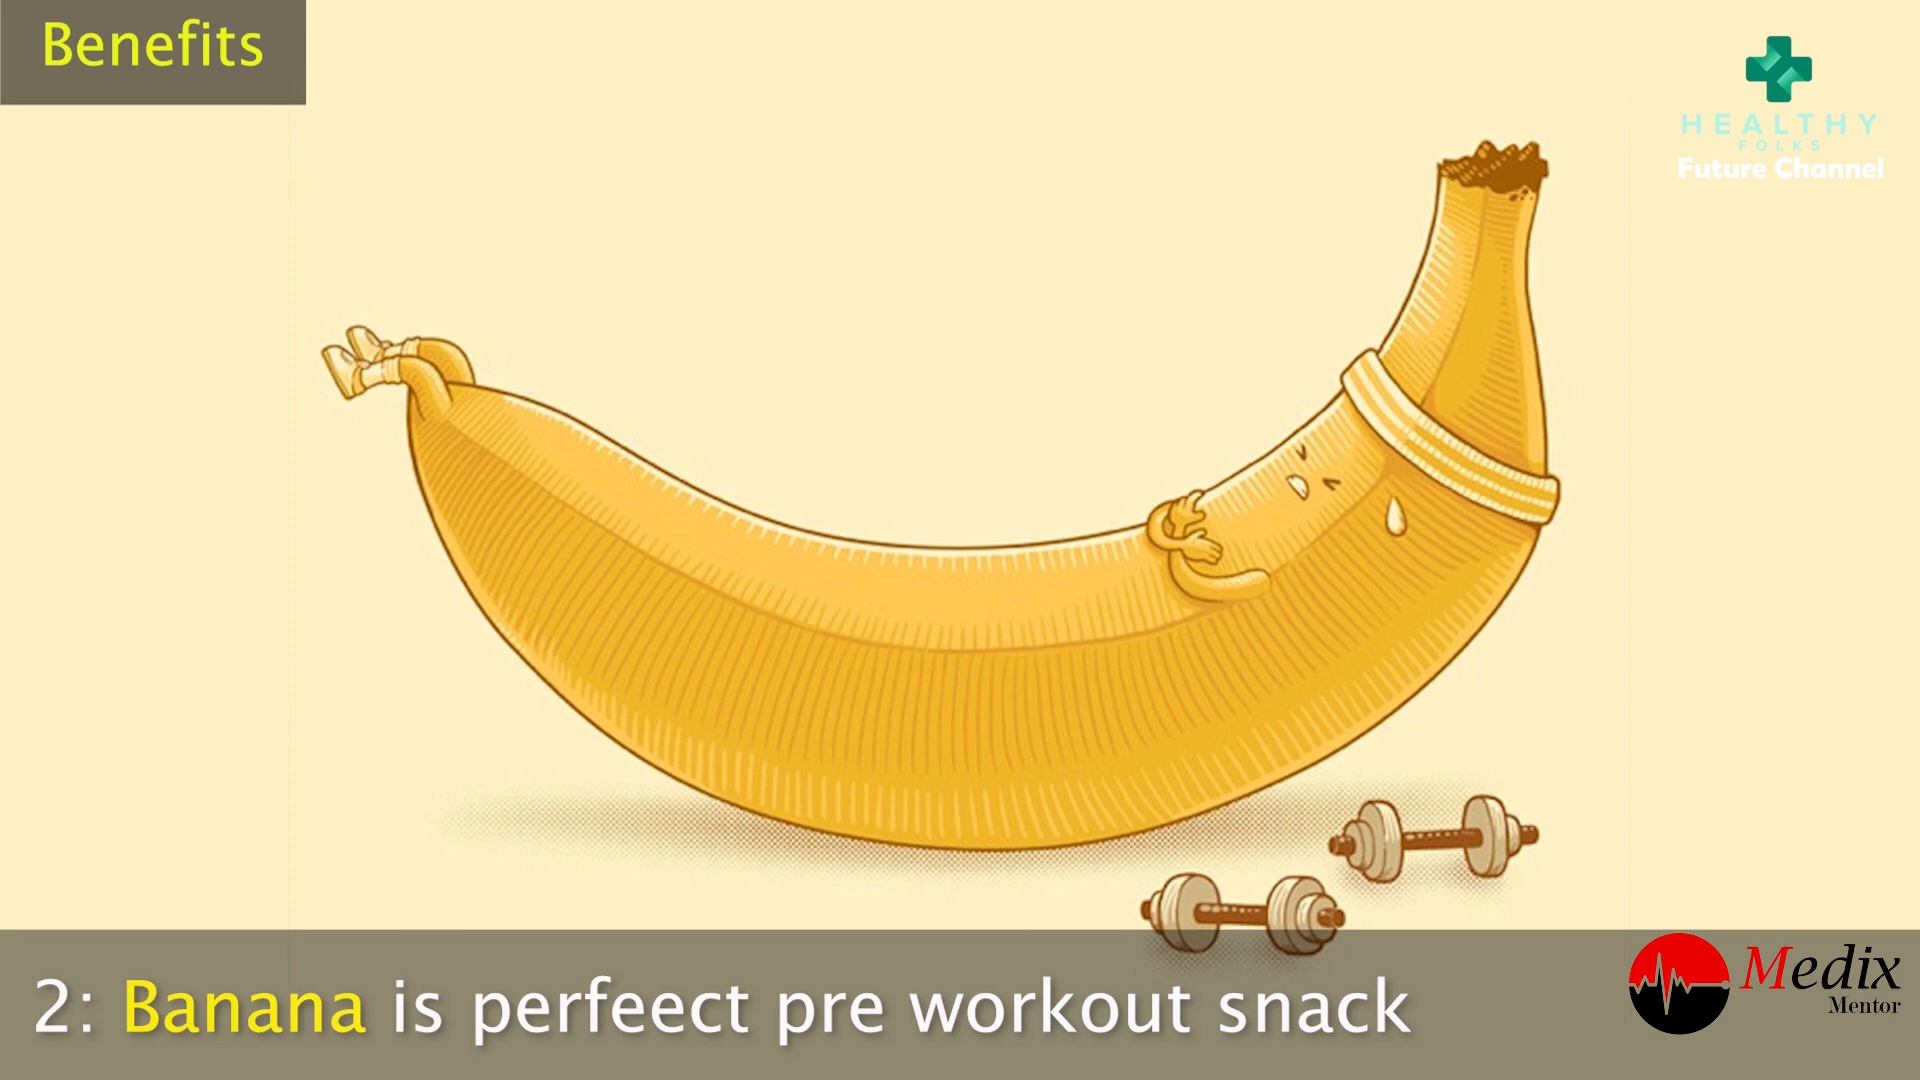 Benefits
HEALTHY
FOLKS
Future Channel
2: Banana is perfeect pre workout snack
Medix
Mentor